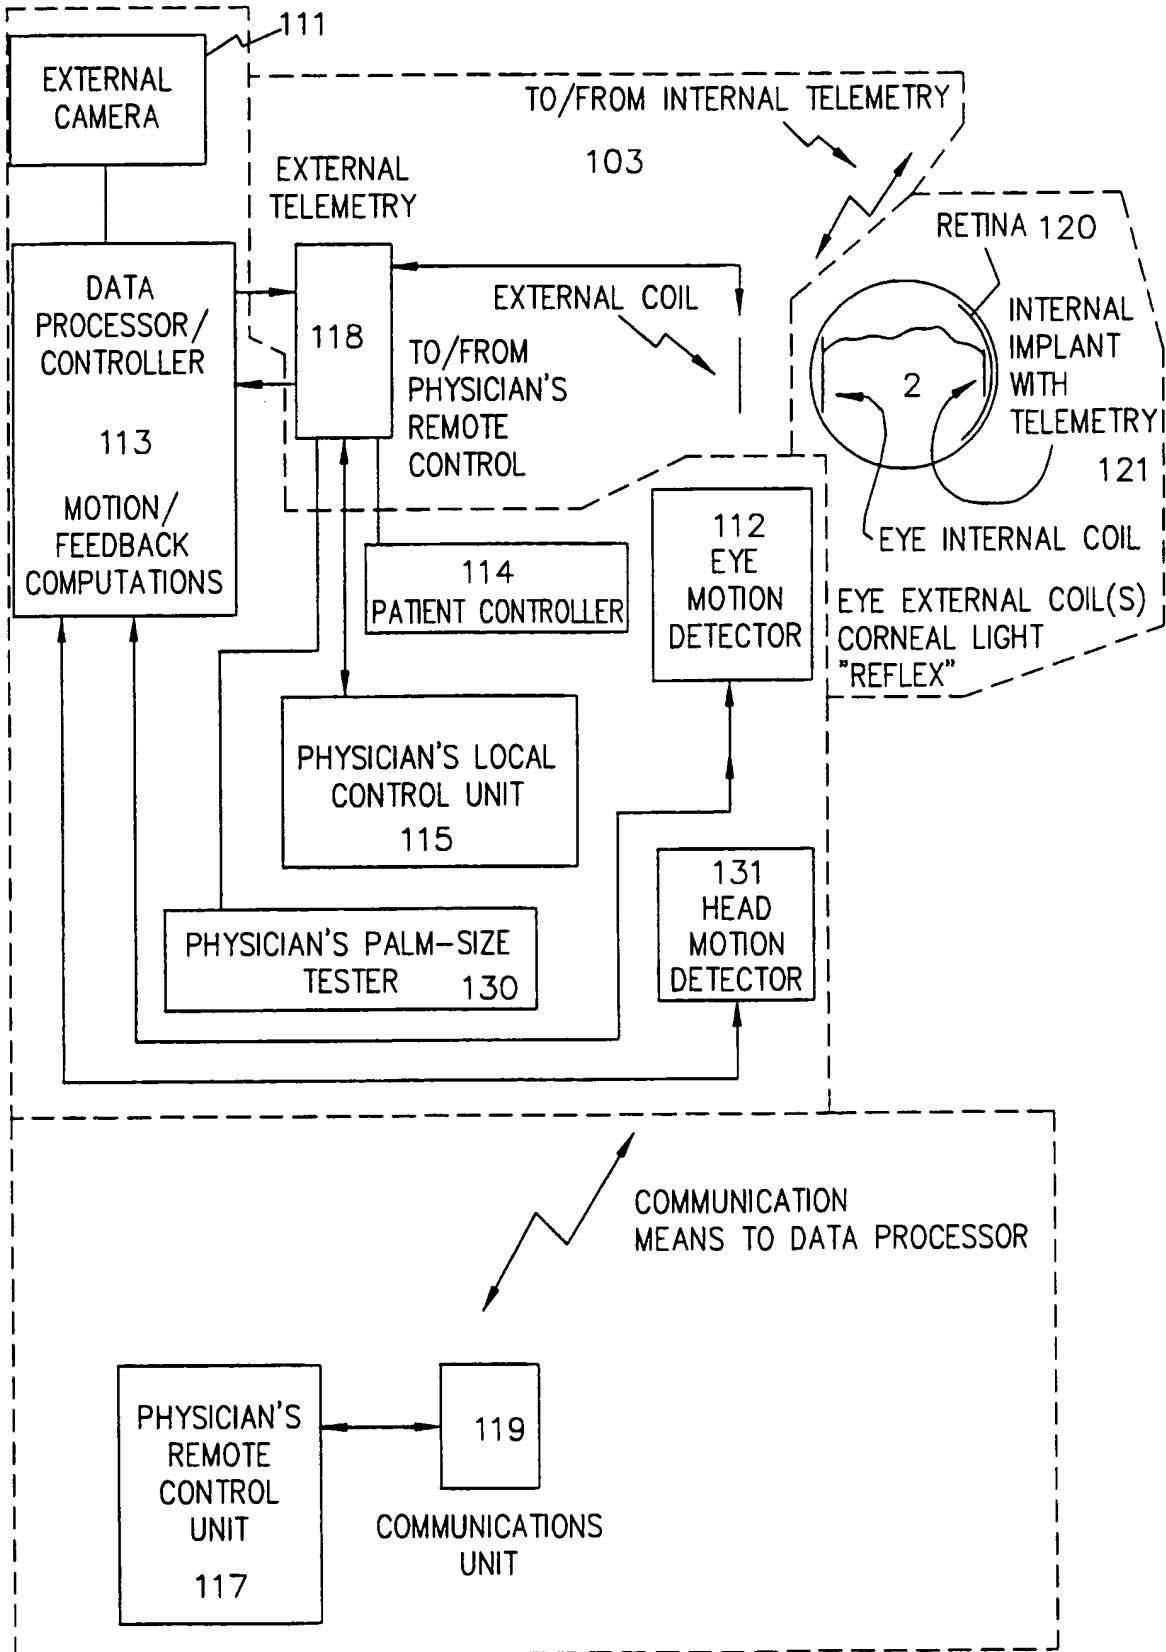 111
EXTERNAL
CAMERA
TO/FROM INTERNAL TELEMETRY
103
EXTERNAL
TELEMETRY
RETINA 120
DATA
PROCESSOR/
CONTROLLER
113
MOTION/
FEEDBACK
COMPUTATIONS
118
EXTERNAL COIL
TO/FROM
PHYSICIAN'S
REMOTE
CONTROL
2
INTERNAL
IMPLANT
WITH
TELEMETRY
121
EYE INTERNAL COIL
112
EYE
MOTION
DETECTOR
114
PATIENT CONTROLLER
EYE EXTERNAL COIL(S)
CORNEAL LIGHT
"REFLEX"
PHYSICIAN'S LOCAL
CONTROL UNIT
115
131
HEAD
MOTION
DETECTOR
PHYSICIAN'S PALM-SIZE
TESTER 130
COMMUNICATION
MEANS TO DATA PROCESSOR
PHYSICIAN'S
REMOTE
CONTROL
UNIT
117
119
COMMUNICATIONS
UNIT